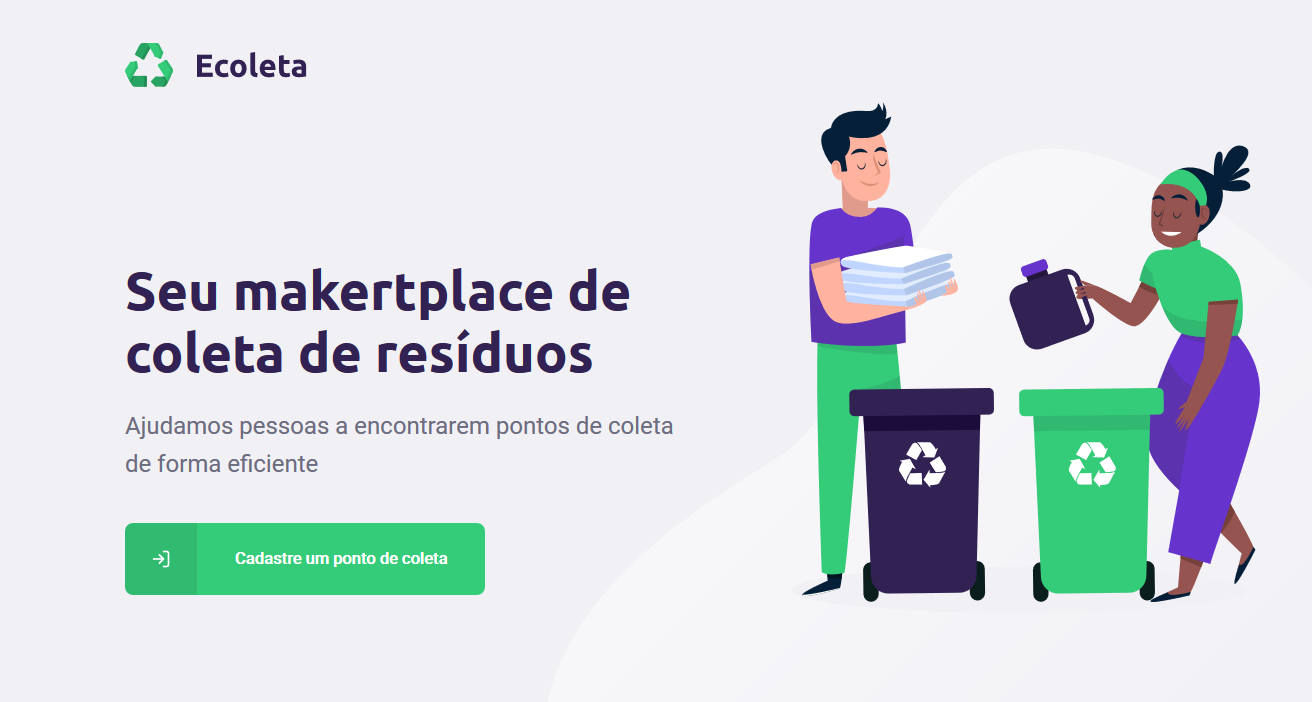 Ecoleta
Seu makertplace de
coleta de resíduos
Ajudamos pessoas a encontrarem pontos de coleta
de forma eficiente
Cadastre um ponto de coleta